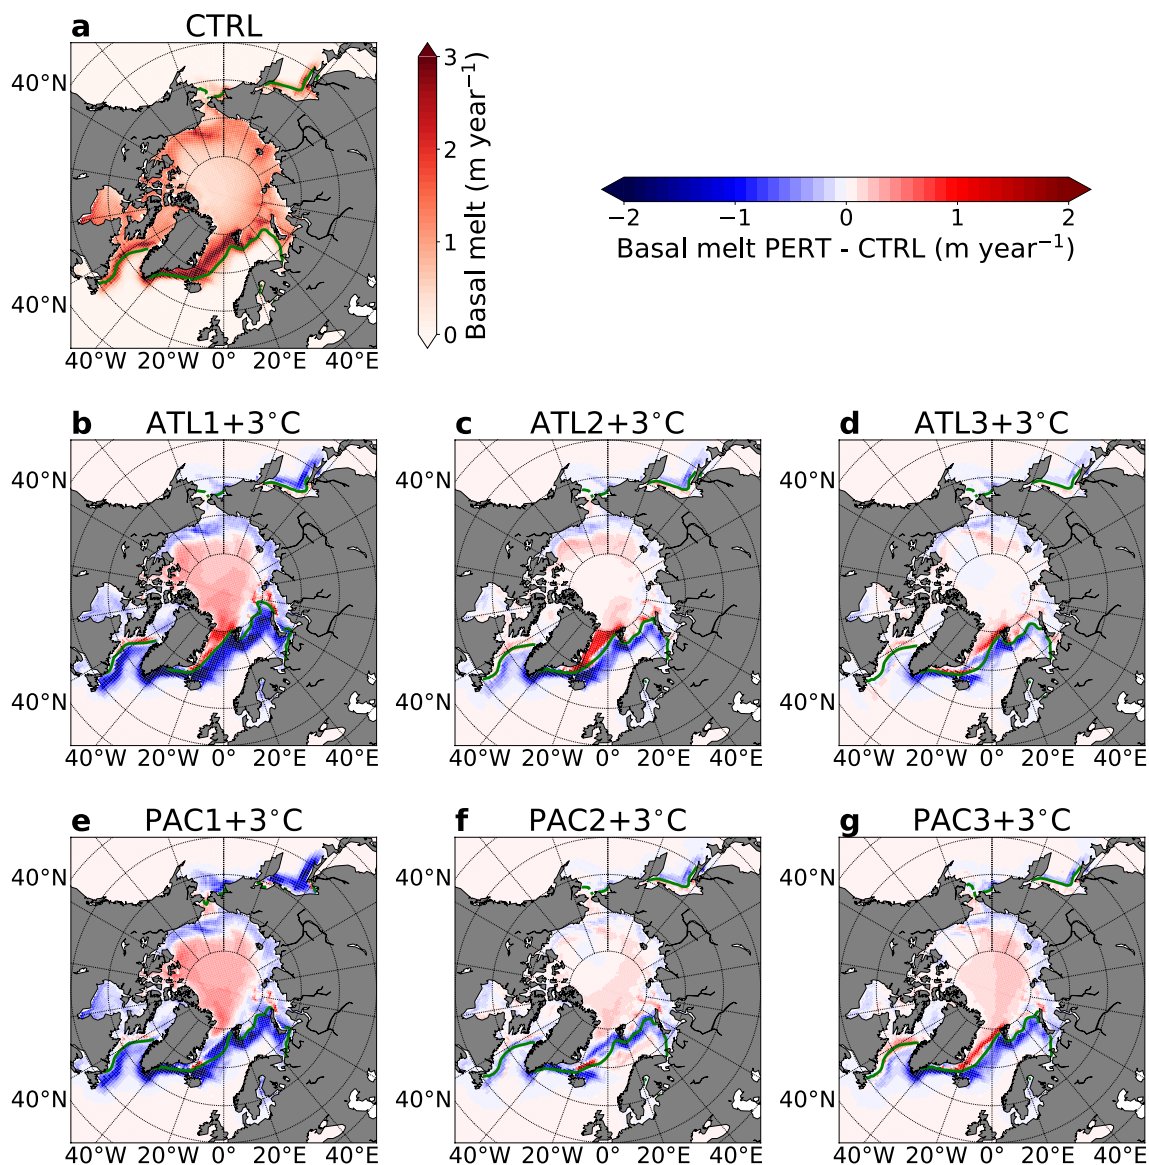 a CTRL
40°N
40°N
40°W 20°W 0° 20°E 40°E
3
2
1
0
Basal melt (m year⁻¹)
−2 −1 0 1 2
Basal melt PERT - CTRL (m year⁻¹)
b ATL1+3°C
40°N
40°N
40°W 20°W 0° 20°E 40°E
c ATL2+3°C
40°N
40°N
40°W 20°W 0° 20°E 40°E
d ATL3+3°C
40°N
40°N
40°W 20°W 0° 20°E 40°E
e PAC1+3°C
40°N
40°N
40°W 20°W 0° 20°E 40°E
f PAC2+3°C
40°N
40°N
40°W 20°W 0° 20°E 40°E
g PAC3+3°C
40°N
40°N
40°W 20°W 0° 20°E 40°E